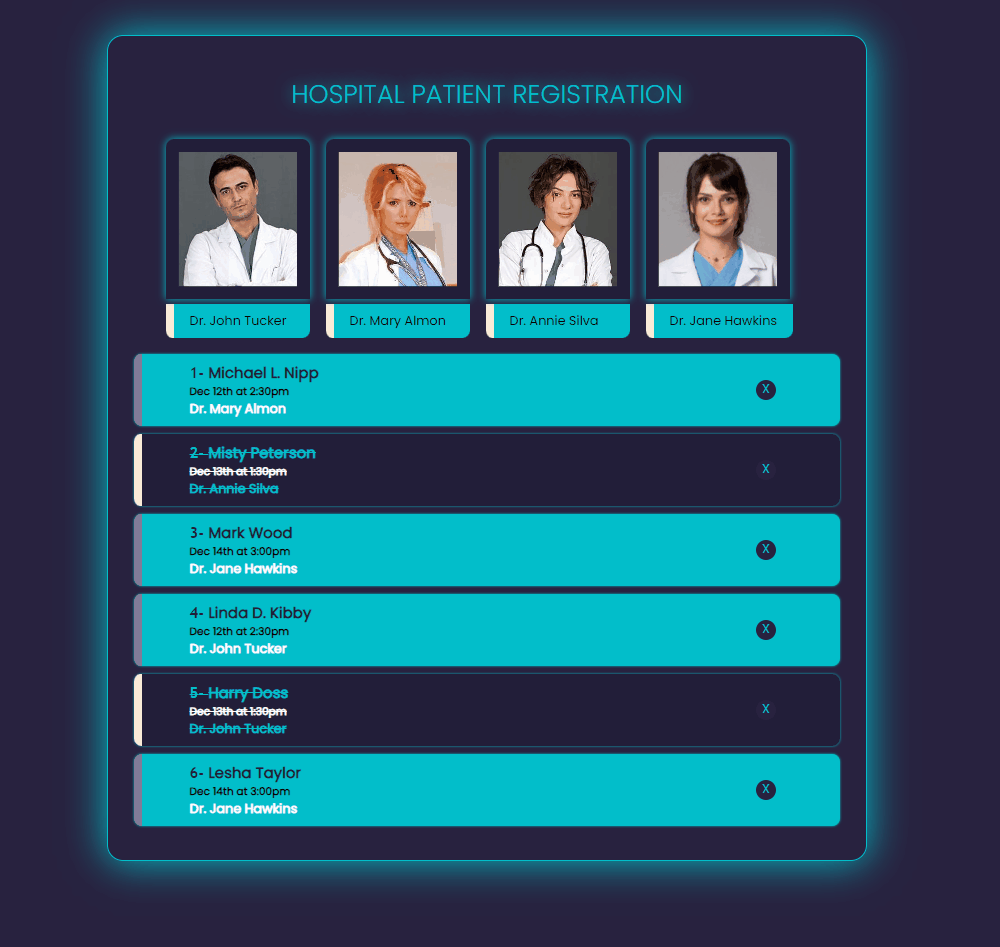 HOSPITAL PATIENT REGISTRATION
Dr. John Tucker
Dr. Mary Almon
Dr. Annie Silva
Dr. Jane Hawkins
1- Michael L. Nipp
Dec 12th at 2:30pm
Dr. Mary Almon
X
2- Misty Peterson
Dec 13th at 1:30pm
Dr. Annie Silva
X
3- Mark Wood
Dec 14th at 3:00pm
Dr. Jane Hawkins
X
4- Linda D. Kibby
Dec 12th at 2:30pm
Dr. John Tucker
X
5- Harry Doss
Dec 13th at 1:30pm
Dr. John Tucker
X
6- Lesha Taylor
Dec 14th at 3:00pm
Dr. Jane Hawkins
X